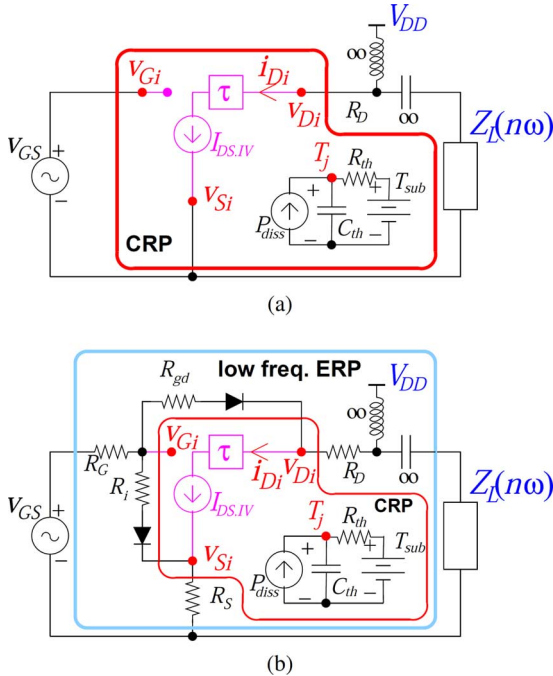 V_DD
∞
v_Gi
i_Di
τ
v_Di
R_D
∞
Z_L(nω)
v_GS
+
−
I_DS.IV
T_j
R_th
+
+
T_sub
v_Si
P_diss
C_th
−
−
CRP
(a)
low freq. ERP
R_gd
V_DD
∞
v_Gi
τ
i_Di
v_Di
R_D
∞
R_G
R_i
Z_L(nω)
v_GS
+
−
I_DS.IV
CRP
T_j
R_th
+
+
T_sub
v_Si
P_diss
C_th
−
−
R_S
(b)